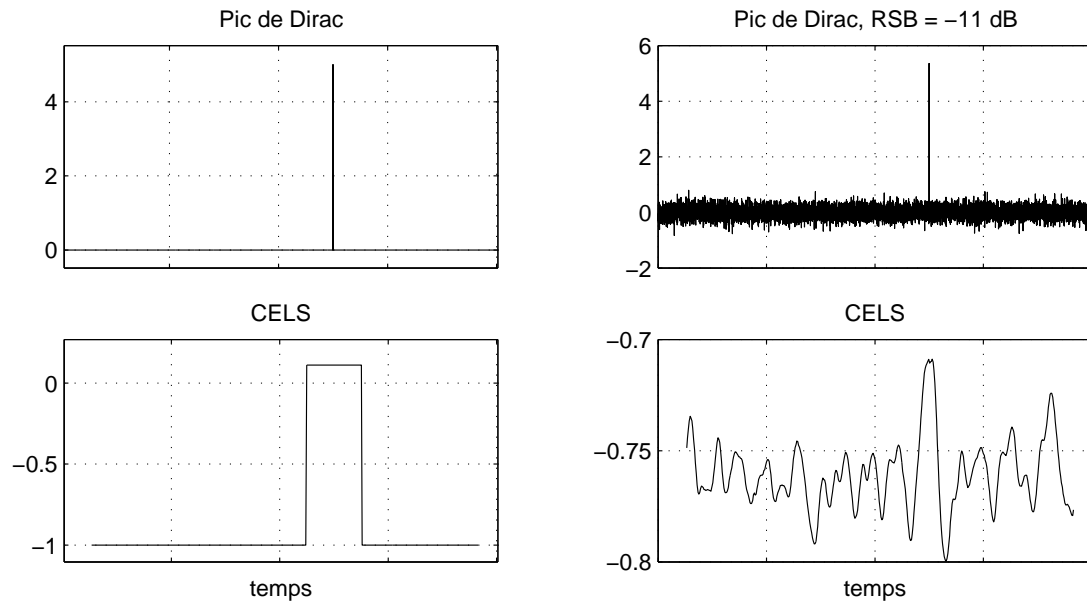 Pic de Dirac
4
2
0
Pic de Dirac, RSB = −11 dB
6
4
2
0
−2
CELS
0
−0.5
−1
temps
CELS
−0.7
−0.75
−0.8
temps